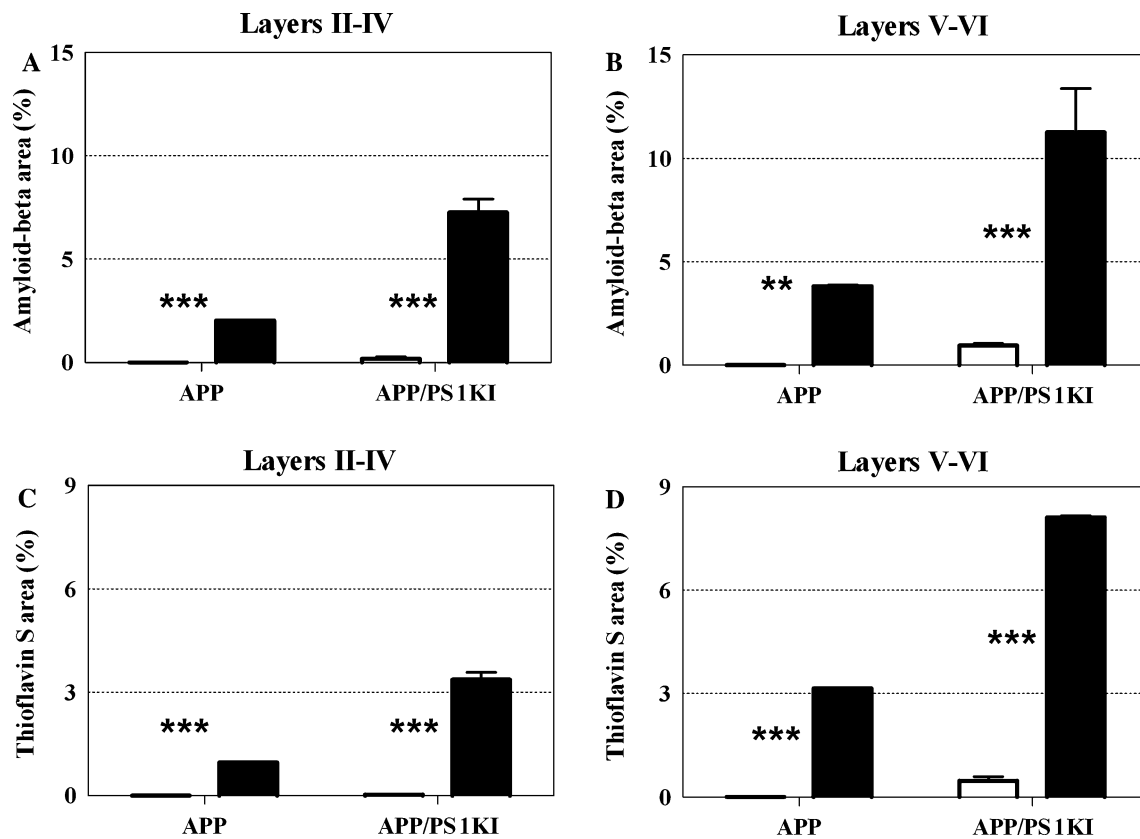 Layers II-IV
A
Amyloid-beta area (%)
15
10
5
0
***
***
APP
APP/PS1KI
Layers V-VI
B
Amyloid-beta area (%)
15
10
5
0
**
***
APP
APP/PS1KI
Layers II-IV
C
Thioflavin S area (%)
9
6
3
0
***
***
APP
APP/PS1KI
Layers V-VI
D
Thioflavin S area (%)
9
6
3
0
***
***
APP
APP/PS1KI